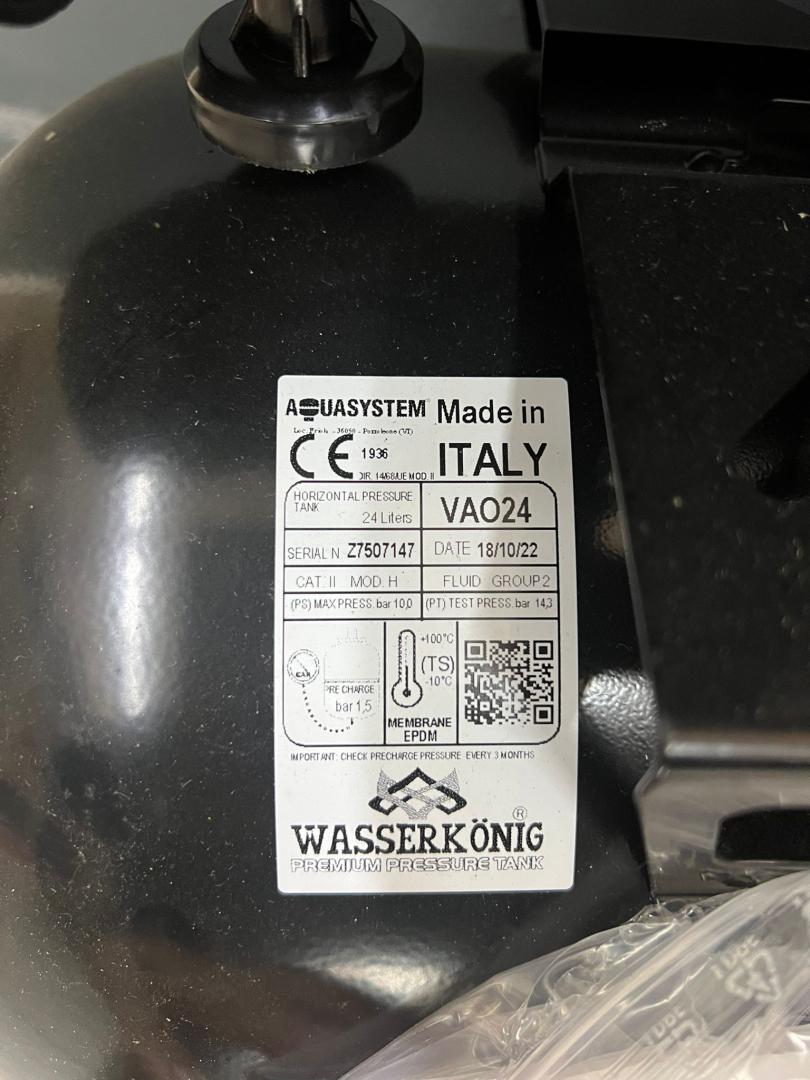 AQUASYSTEM Made in
ITALY
CE 1936
DIR. 14/68/UE MOD. II
HORIZONTAL PRESSURE
TANK
24 Liters
VAO24
SERIAL N Z7507147 DATE 18/10/22
CAT. II MOD. H FLUID GROUP 2
(PS) MAX PRESS. bar 10,0 (PT) TEST PRESS. bar 14,3
PRE CHARGE
bar 1,5
+100°C
(TS)
-10°C
MEMBRANE
EPDM
IMPORTANT: CHECK PRECHARGE PRESSURE EVERY 3 MONTHS
WASSERKÖNIG ®
PREMIUM PRESSURE TANK